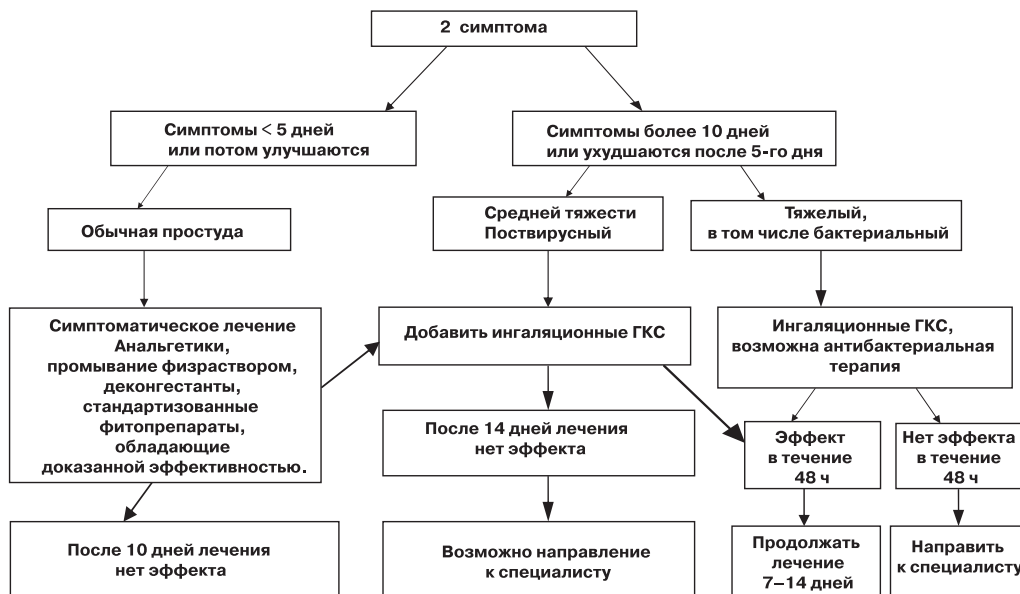 2 симптома
Симптомы < 5 дней
или потом улучшаются
Симптомы более 10 дней
или ухудшаются после 5-го дня
Обычная простуда
Средней тяжести
Поствирусный
Тяжелый,
в том числе бактериальный
Симптоматическое лечение
Анальгетики,
промывание физраствором,
деконгестанты,
стандартизованные
фитопрепараты,
обладающие
доказанной эффективностью.
Добавить ингаляционные ГКС
Ингаляционные ГКС,
возможна антибактериальная
терапия
После 14 дней лечения
нет эффекта
Эффект
в течение
48 ч
Нет эффекта
в течение
48 ч
После 10 дней лечения
нет эффекта
Возможно направление
к специалисту
Продолжать
лечение
7–14 дней
Направить
к специалисту